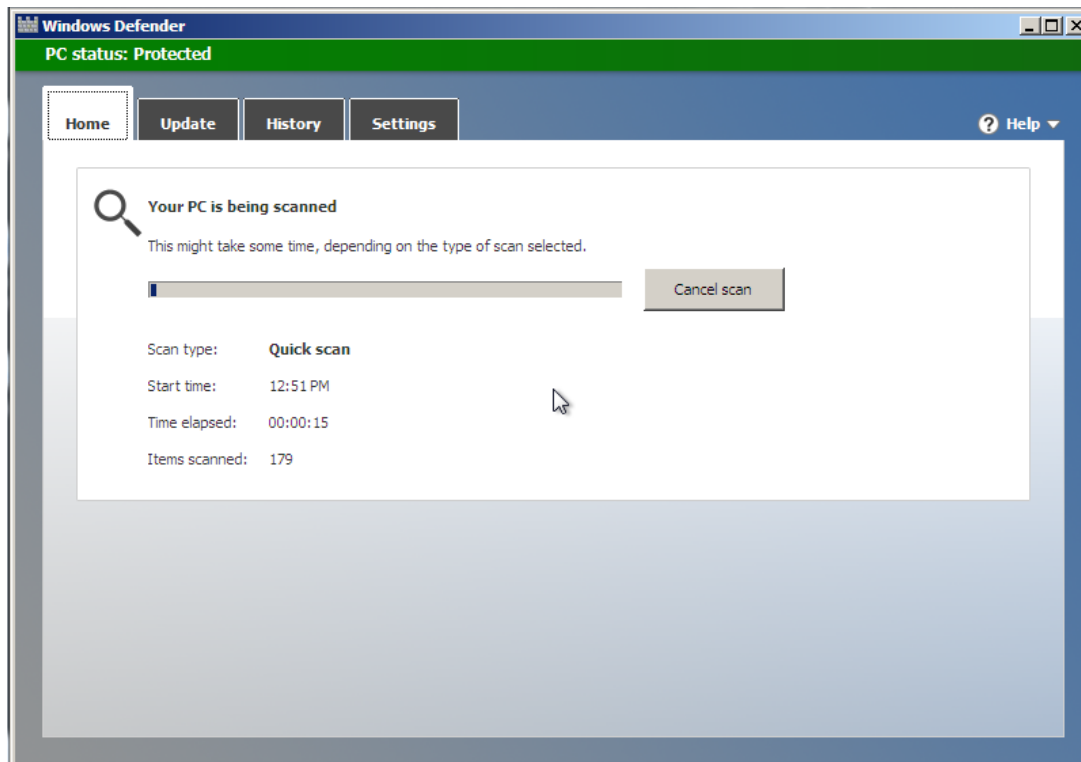 Windows Defender
PC status: Protected
Home Update History Settings ? Help
Your PC is being scanned
This might take some time, depending on the type of scan selected.
Cancel scan
Scan type: Quick scan
Start time: 12:51 PM
Time elapsed: 00:00:15
Items scanned: 179